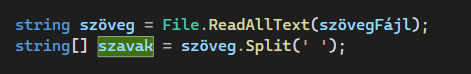 string szöveg = File.ReadAllText(szövegFájl);
string[] szavak = szöveg.Split(' ');